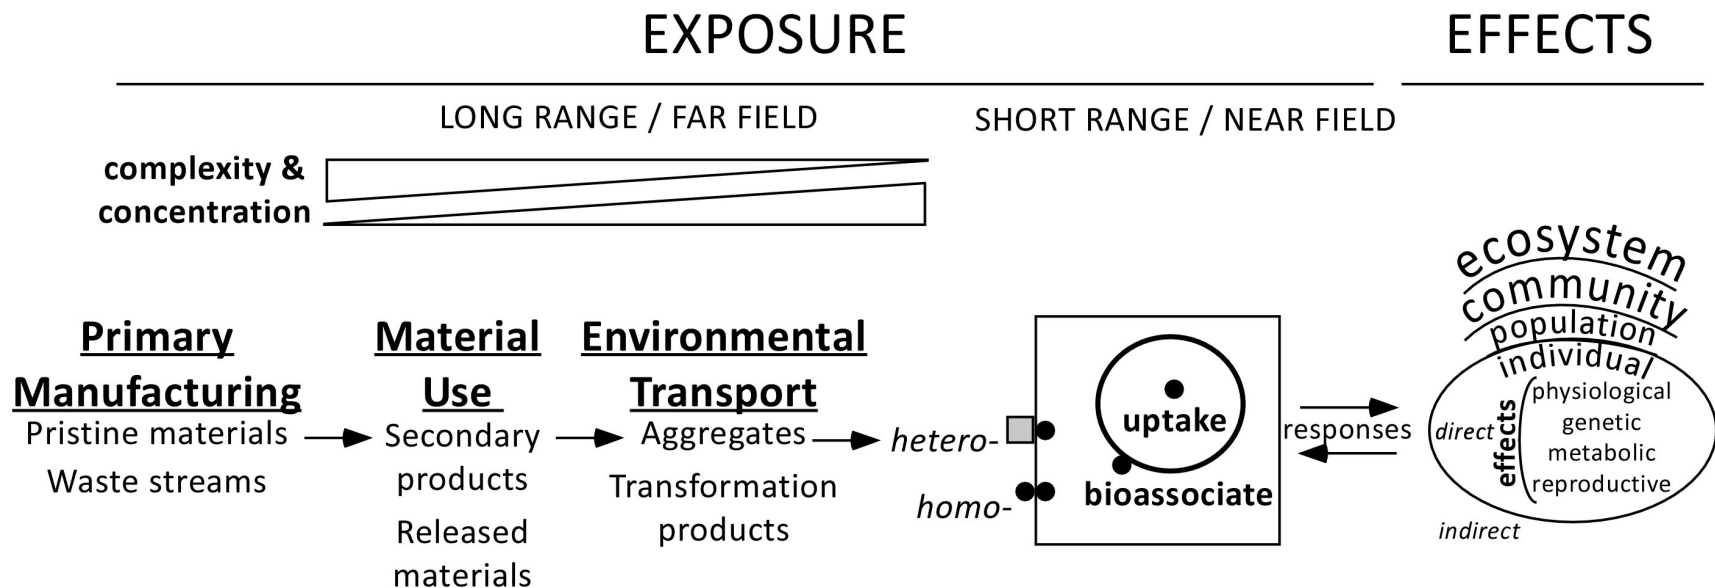 EXPOSURE
EFFECTS
LONG RANGE / FAR FIELD
SHORT RANGE / NEAR FIELD
complexity &
concentration
Primary
Manufacturing
Pristine materials
Waste streams
Material
Use
Secondary
products
Released
materials
Environmental
Transport
Aggregates
Transformation
products
hetero-
homo-
uptake
bioassociate
responses
ecosystem
community
population
individual
direct
effects
physiological
genetic
metabolic
reproductive
indirect